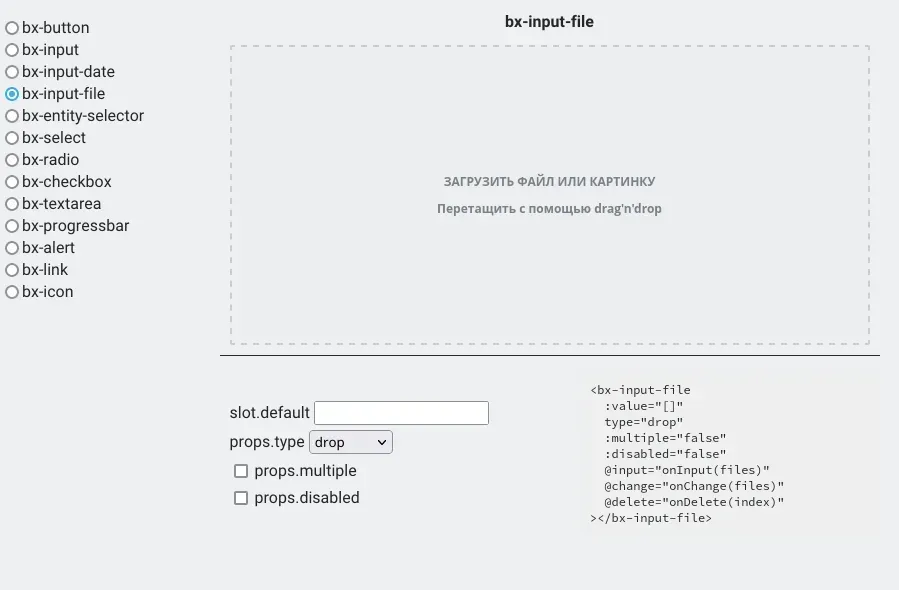 bx-button
bx-input
bx-input-date
bx-input-file
bx-entity-selector
bx-select
bx-radio
bx-checkbox
bx-textarea
bx-progressbar
bx-alert
bx-link
bx-icon
bx-input-file
ЗАГРУЗИТЬ ФАЙЛ ИЛИ КАРТИНКУ
Перетащить с помощью drag'n'drop
slot.default
props.type drop
props.multiple
props.disabled
<bx-input-file
  :value="[]"
  type="drop"
  :multiple="false"
  :disabled="false"
  @input="onInput(files)"
  @change="onChange(files)"
  @delete="onDelete(index)"
></bx-input-file>